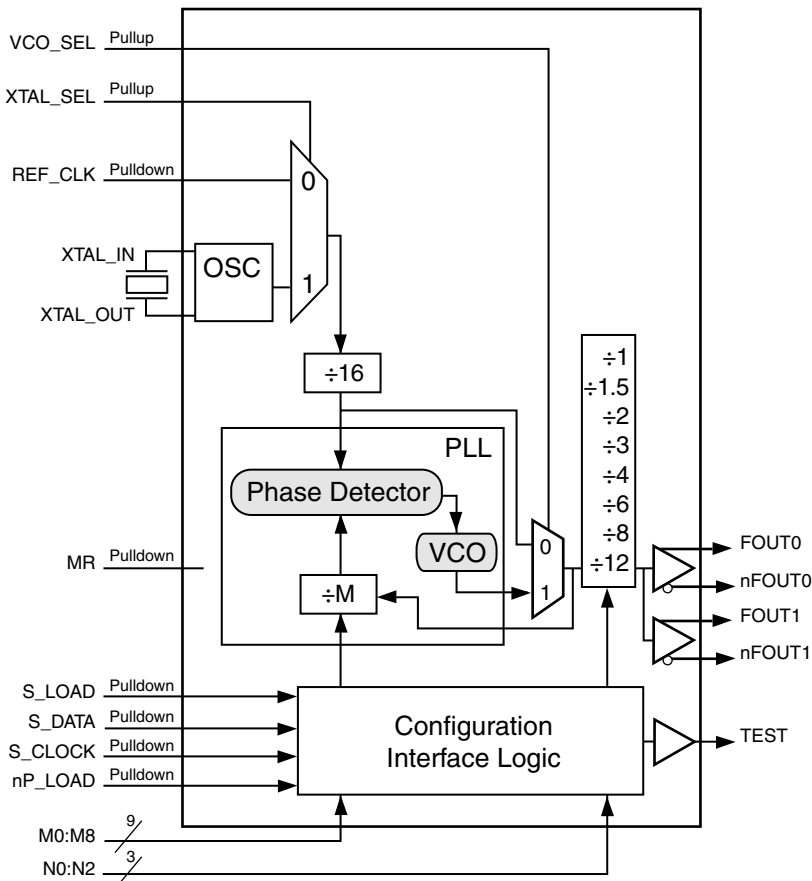 VCO_SEL Pullup
XTAL_SEL Pullup
REF_CLK Pulldown
0
XTAL_IN
OSC
1
XTAL_OUT
÷16
÷1
÷1.5
÷2
÷3
÷4
÷6
÷8
÷12
PLL
Phase Detector
VCO
0
1
FOUT0
nFOUT0
MR Pulldown
÷M
FOUT1
nFOUT1
S_LOAD Pulldown
S_DATA Pulldown
S_CLOCK Pulldown
nP_LOAD Pulldown
Configuration
Interface Logic
TEST
M0:M8 9
N0:N2 3